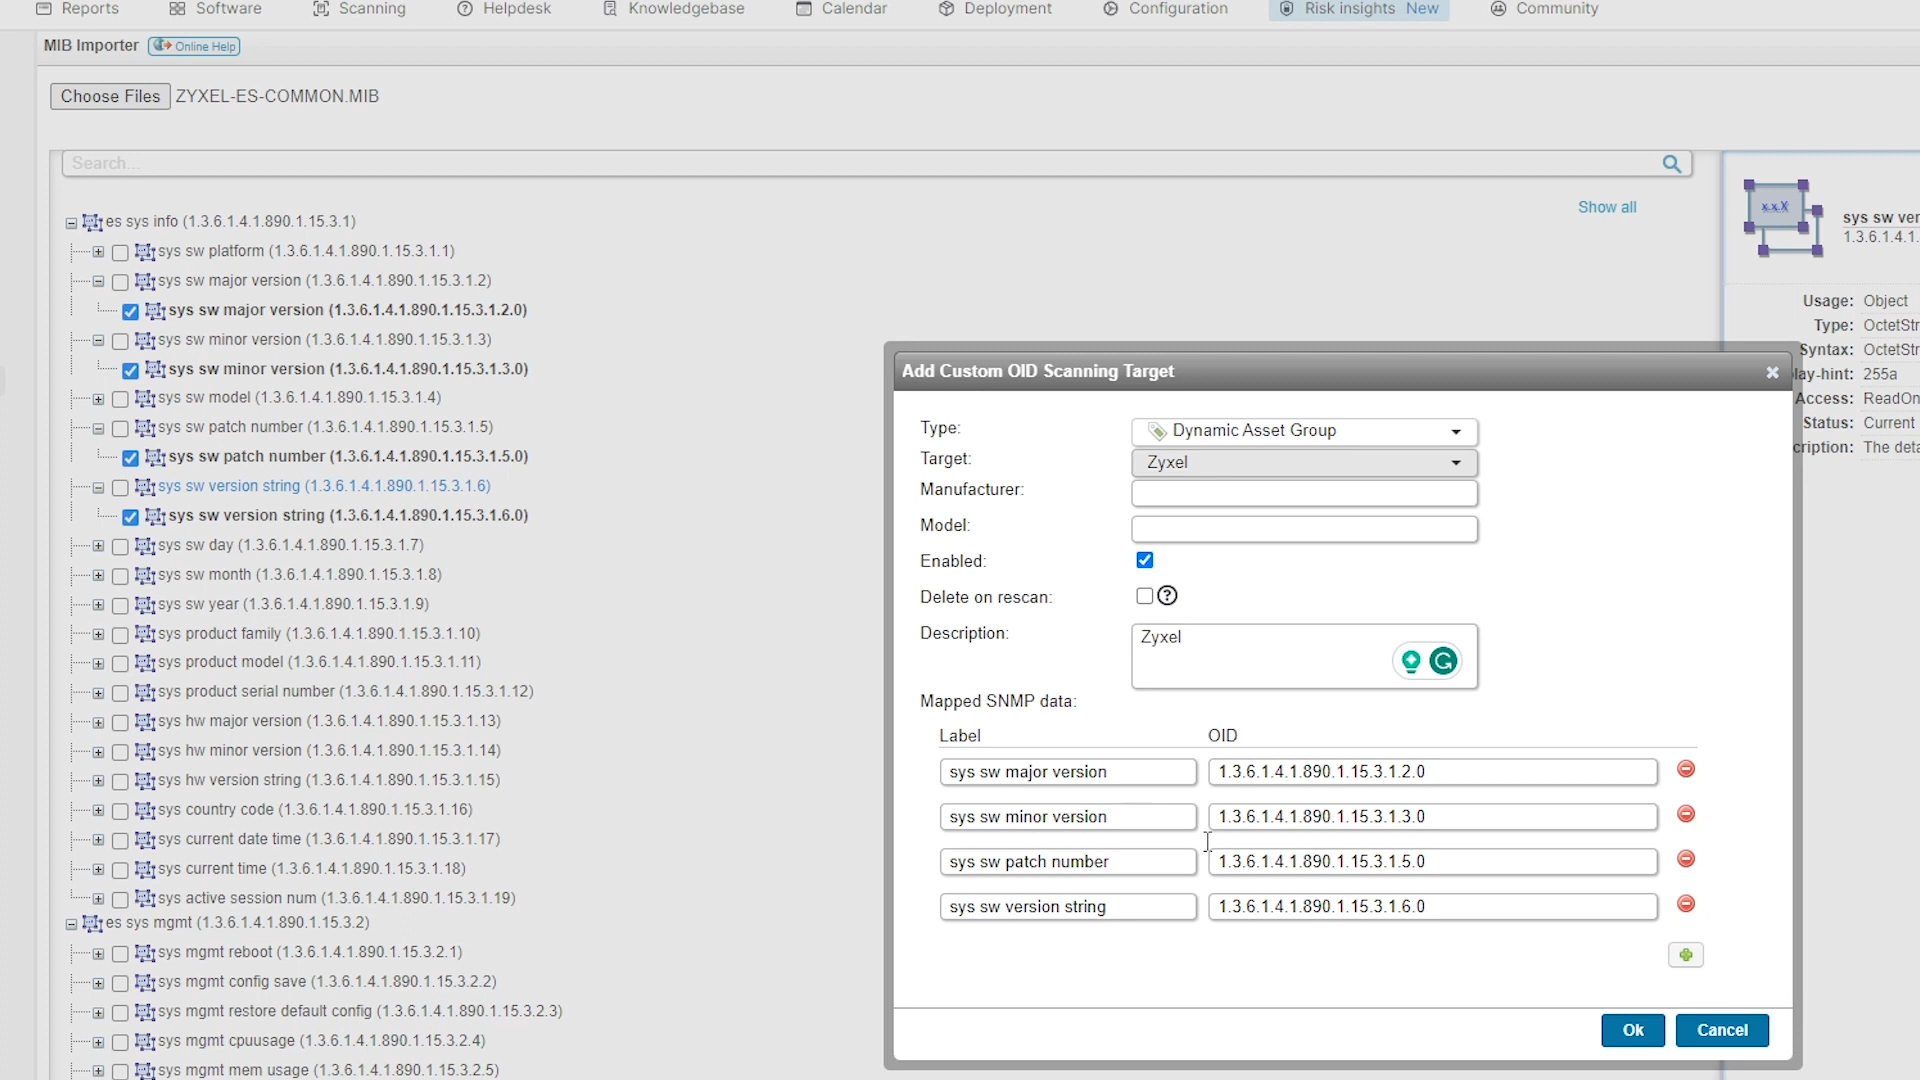 Reports Software Scanning Helpdesk Knowledgebase Calendar Deployment Configuration Risk insights New Community
MIB Importer Online Help
Choose Files ZYXEL-ES-COMMON.MIB
Search...
Show all
es sys info (1.3.6.1.4.1.890.1.15.3.1)
sys sw platform (1.3.6.1.4.1.890.1.15.3.1.1)
sys sw major version (1.3.6.1.4.1.890.1.15.3.1.2)
sys sw major version (1.3.6.1.4.1.890.1.15.3.1.2.0)
sys sw minor version (1.3.6.1.4.1.890.1.15.3.1.3)
sys sw minor version (1.3.6.1.4.1.890.1.15.3.1.3.0)
sys sw model (1.3.6.1.4.1.890.1.15.3.1.4)
sys sw patch number (1.3.6.1.4.1.890.1.15.3.1.5)
sys sw patch number (1.3.6.1.4.1.890.1.15.3.1.5.0)
sys sw version string (1.3.6.1.4.1.890.1.15.3.1.6)
sys sw version string (1.3.6.1.4.1.890.1.15.3.1.6.0)
sys sw day (1.3.6.1.4.1.890.1.15.3.1.7)
sys sw month (1.3.6.1.4.1.890.1.15.3.1.8)
sys sw year (1.3.6.1.4.1.890.1.15.3.1.9)
sys product family (1.3.6.1.4.1.890.1.15.3.1.10)
sys product model (1.3.6.1.4.1.890.1.15.3.1.11)
sys product serial number (1.3.6.1.4.1.890.1.15.3.1.12)
sys hw major version (1.3.6.1.4.1.890.1.15.3.1.13)
sys hw minor version (1.3.6.1.4.1.890.1.15.3.1.14)
sys hw version string (1.3.6.1.4.1.890.1.15.3.1.15)
sys country code (1.3.6.1.4.1.890.1.15.3.1.16)
sys current date time (1.3.6.1.4.1.890.1.15.3.1.17)
sys current time (1.3.6.1.4.1.890.1.15.3.1.18)
sys active session num (1.3.6.1.4.1.890.1.15.3.1.19)
es sys mgmt (1.3.6.1.4.1.890.1.15.3.2)
sys mgmt reboot (1.3.6.1.4.1.890.1.15.3.2.1)
sys mgmt config save (1.3.6.1.4.1.890.1.15.3.2.2)
sys mgmt restore default config (1.3.6.1.4.1.890.1.15.3.2.3)
sys mgmt cpuusage (1.3.6.1.4.1.890.1.15.3.2.4)
sys mgmt mem usage (1.3.6.1.4.1.890.1.15.3.2.5)
x.x.X
sys sw ver
1.3.6.1.4.1.
Usage: Object
Type: OctetStr
Syntax: OctetStr
lay-hint: 255a
Access: ReadOn
Status: Current
cription: The deta
Add Custom OID Scanning Target
Type: Dynamic Asset Group
Target: Zyxel
Manufacturer:
Model:
Enabled:
Delete on rescan: ?
Description: Zyxel
G
Mapped SNMP data:
Label OID
sys sw major version 1.3.6.1.4.1.890.1.15.3.1.2.0
sys sw minor version 1.3.6.1.4.1.890.1.15.3.1.3.0
sys sw patch number 1.3.6.1.4.1.890.1.15.3.1.5.0
sys sw version string 1.3.6.1.4.1.890.1.15.3.1.6.0
Ok Cancel